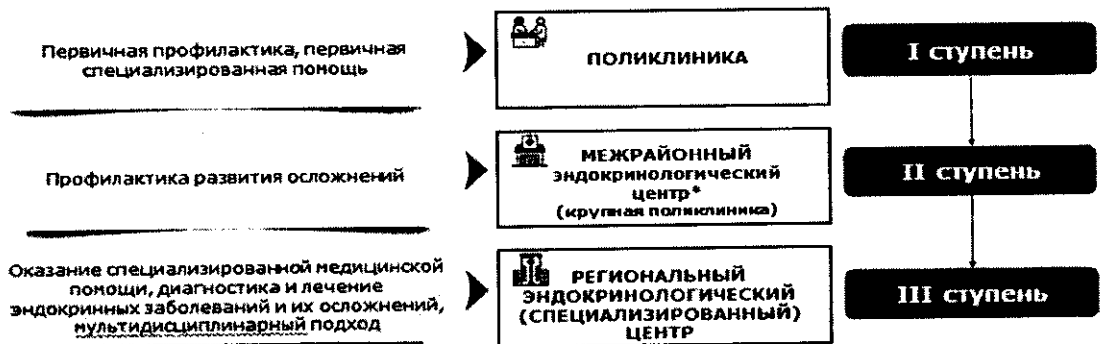 Первичная профилактика, первичная
специализированная помощь
ПОЛИКЛИНИКА
I ступень
Профилактика развития осложнений
МЕЖРАЙОННЫЙ
эндокринологический
центр*
(крупная поликлиника)
II ступень
Оказание специализированной медицинской
помощи, диагностика и лечение
эндокринных заболеваний и их осложнений,
мультидисциплинарный подход
РЕГИОНАЛЬНЫЙ
ЭНДОКРИНОЛОГИЧЕСКИЙ
(СПЕЦИАЛИЗИРОВАННЫЙ)
ЦЕНТР
III ступень